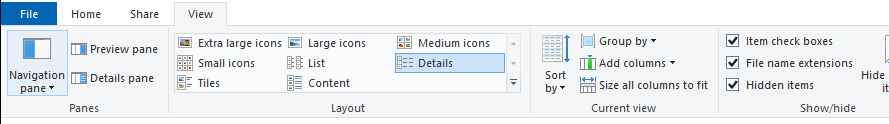 File Home Share View
Extra large icons Large icons Medium icons
Small icons List Details
Tiles Content
Navigation pane
Preview pane
Details pane
Panes
Layout
Sort by
Group by
Add columns
Size all columns to fit
Current view
Item check boxes
File name extensions
Hidden items
Hide
Show/hide